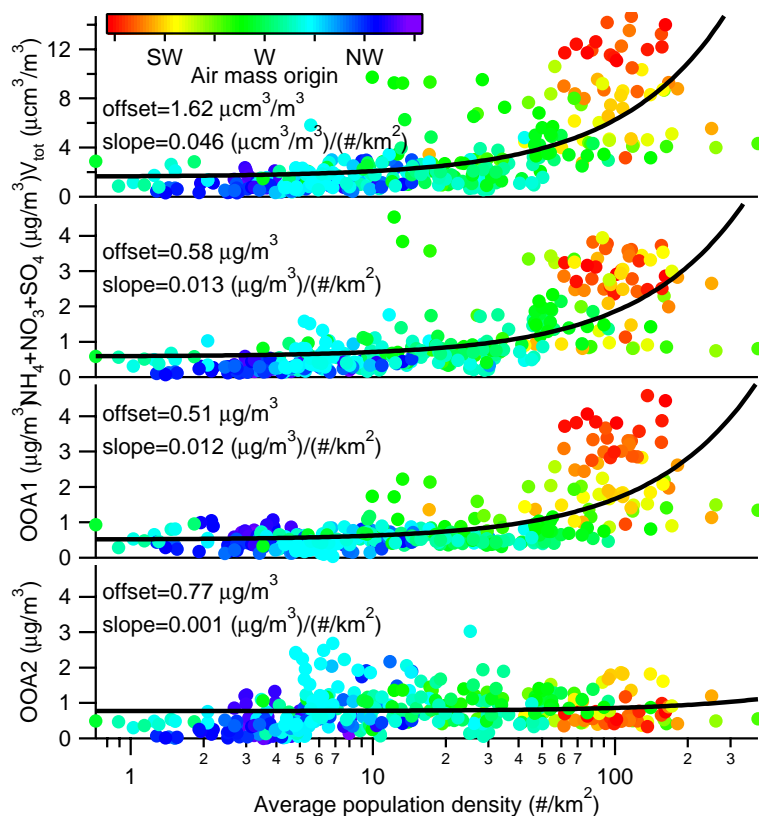 SW W NW
Air mass origin
12
8
4
0
offset=1.62 μcm³/m³
slope=0.046 (μcm³/m³)/(#/km²)
V_tot (μcm³/m³)
4
3
2
1
0
offset=0.58 μg/m³
slope=0.013 (μg/m³)/(#/km²)
NH₄+NO₃+SO₄ (μg/m³)
4
3
2
1
0
offset=0.51 μg/m³
slope=0.012 (μg/m³)/(#/km²)
OOA1 (μg/m³)
4
3
2
1
0
offset=0.77 μg/m³
slope=0.001 (μg/m³)/(#/km²)
OOA2 (μg/m³)
1 2 3 4 5 6 7 10 2 3 4 5 6 7 100 2 3
Average population density (#/km²)